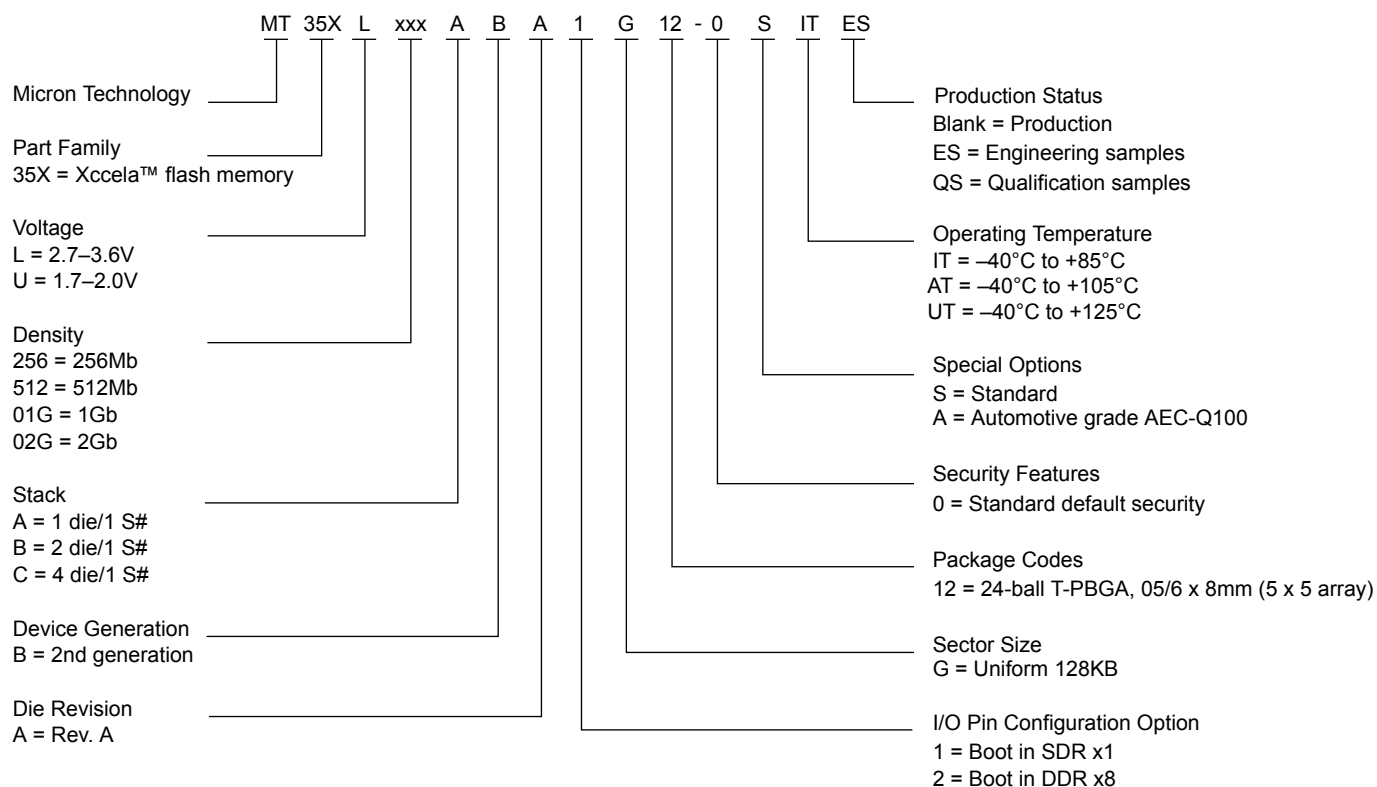 MT 35X L xxx A B A 1 G 12 - 0 S IT ES
Micron Technology
Part Family
35X = Xccela™ flash memory
Voltage
L = 2.7–3.6V
U = 1.7–2.0V
Density
256 = 256Mb
512 = 512Mb
01G = 1Gb
02G = 2Gb
Stack
A = 1 die/1 S#
B = 2 die/1 S#
C = 4 die/1 S#
Device Generation
B = 2nd generation
Die Revision
A = Rev. A
Production Status
Blank = Production
ES = Engineering samples
QS = Qualification samples
Operating Temperature
IT = –40°C to +85°C
AT = –40°C to +105°C
UT = –40°C to +125°C
Special Options
S = Standard
A = Automotive grade AEC-Q100
Security Features
0 = Standard default security
Package Codes
12 = 24-ball T-PBGA, 05/6 x 8mm (5 x 5 array)
Sector Size
G = Uniform 128KB
I/O Pin Configuration Option
1 = Boot in SDR x1
2 = Boot in DDR x8